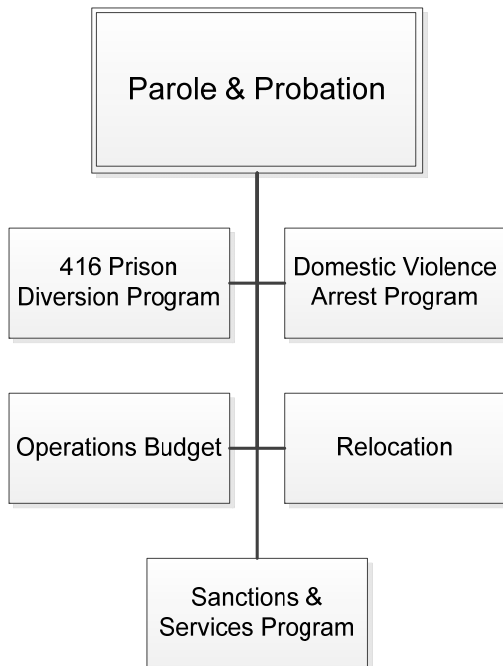 Parole & Probation
416 Prison
Diversion Program
Domestic Violence
Arrest Program
Operations Budget
Relocation
Sanctions &
Services Program